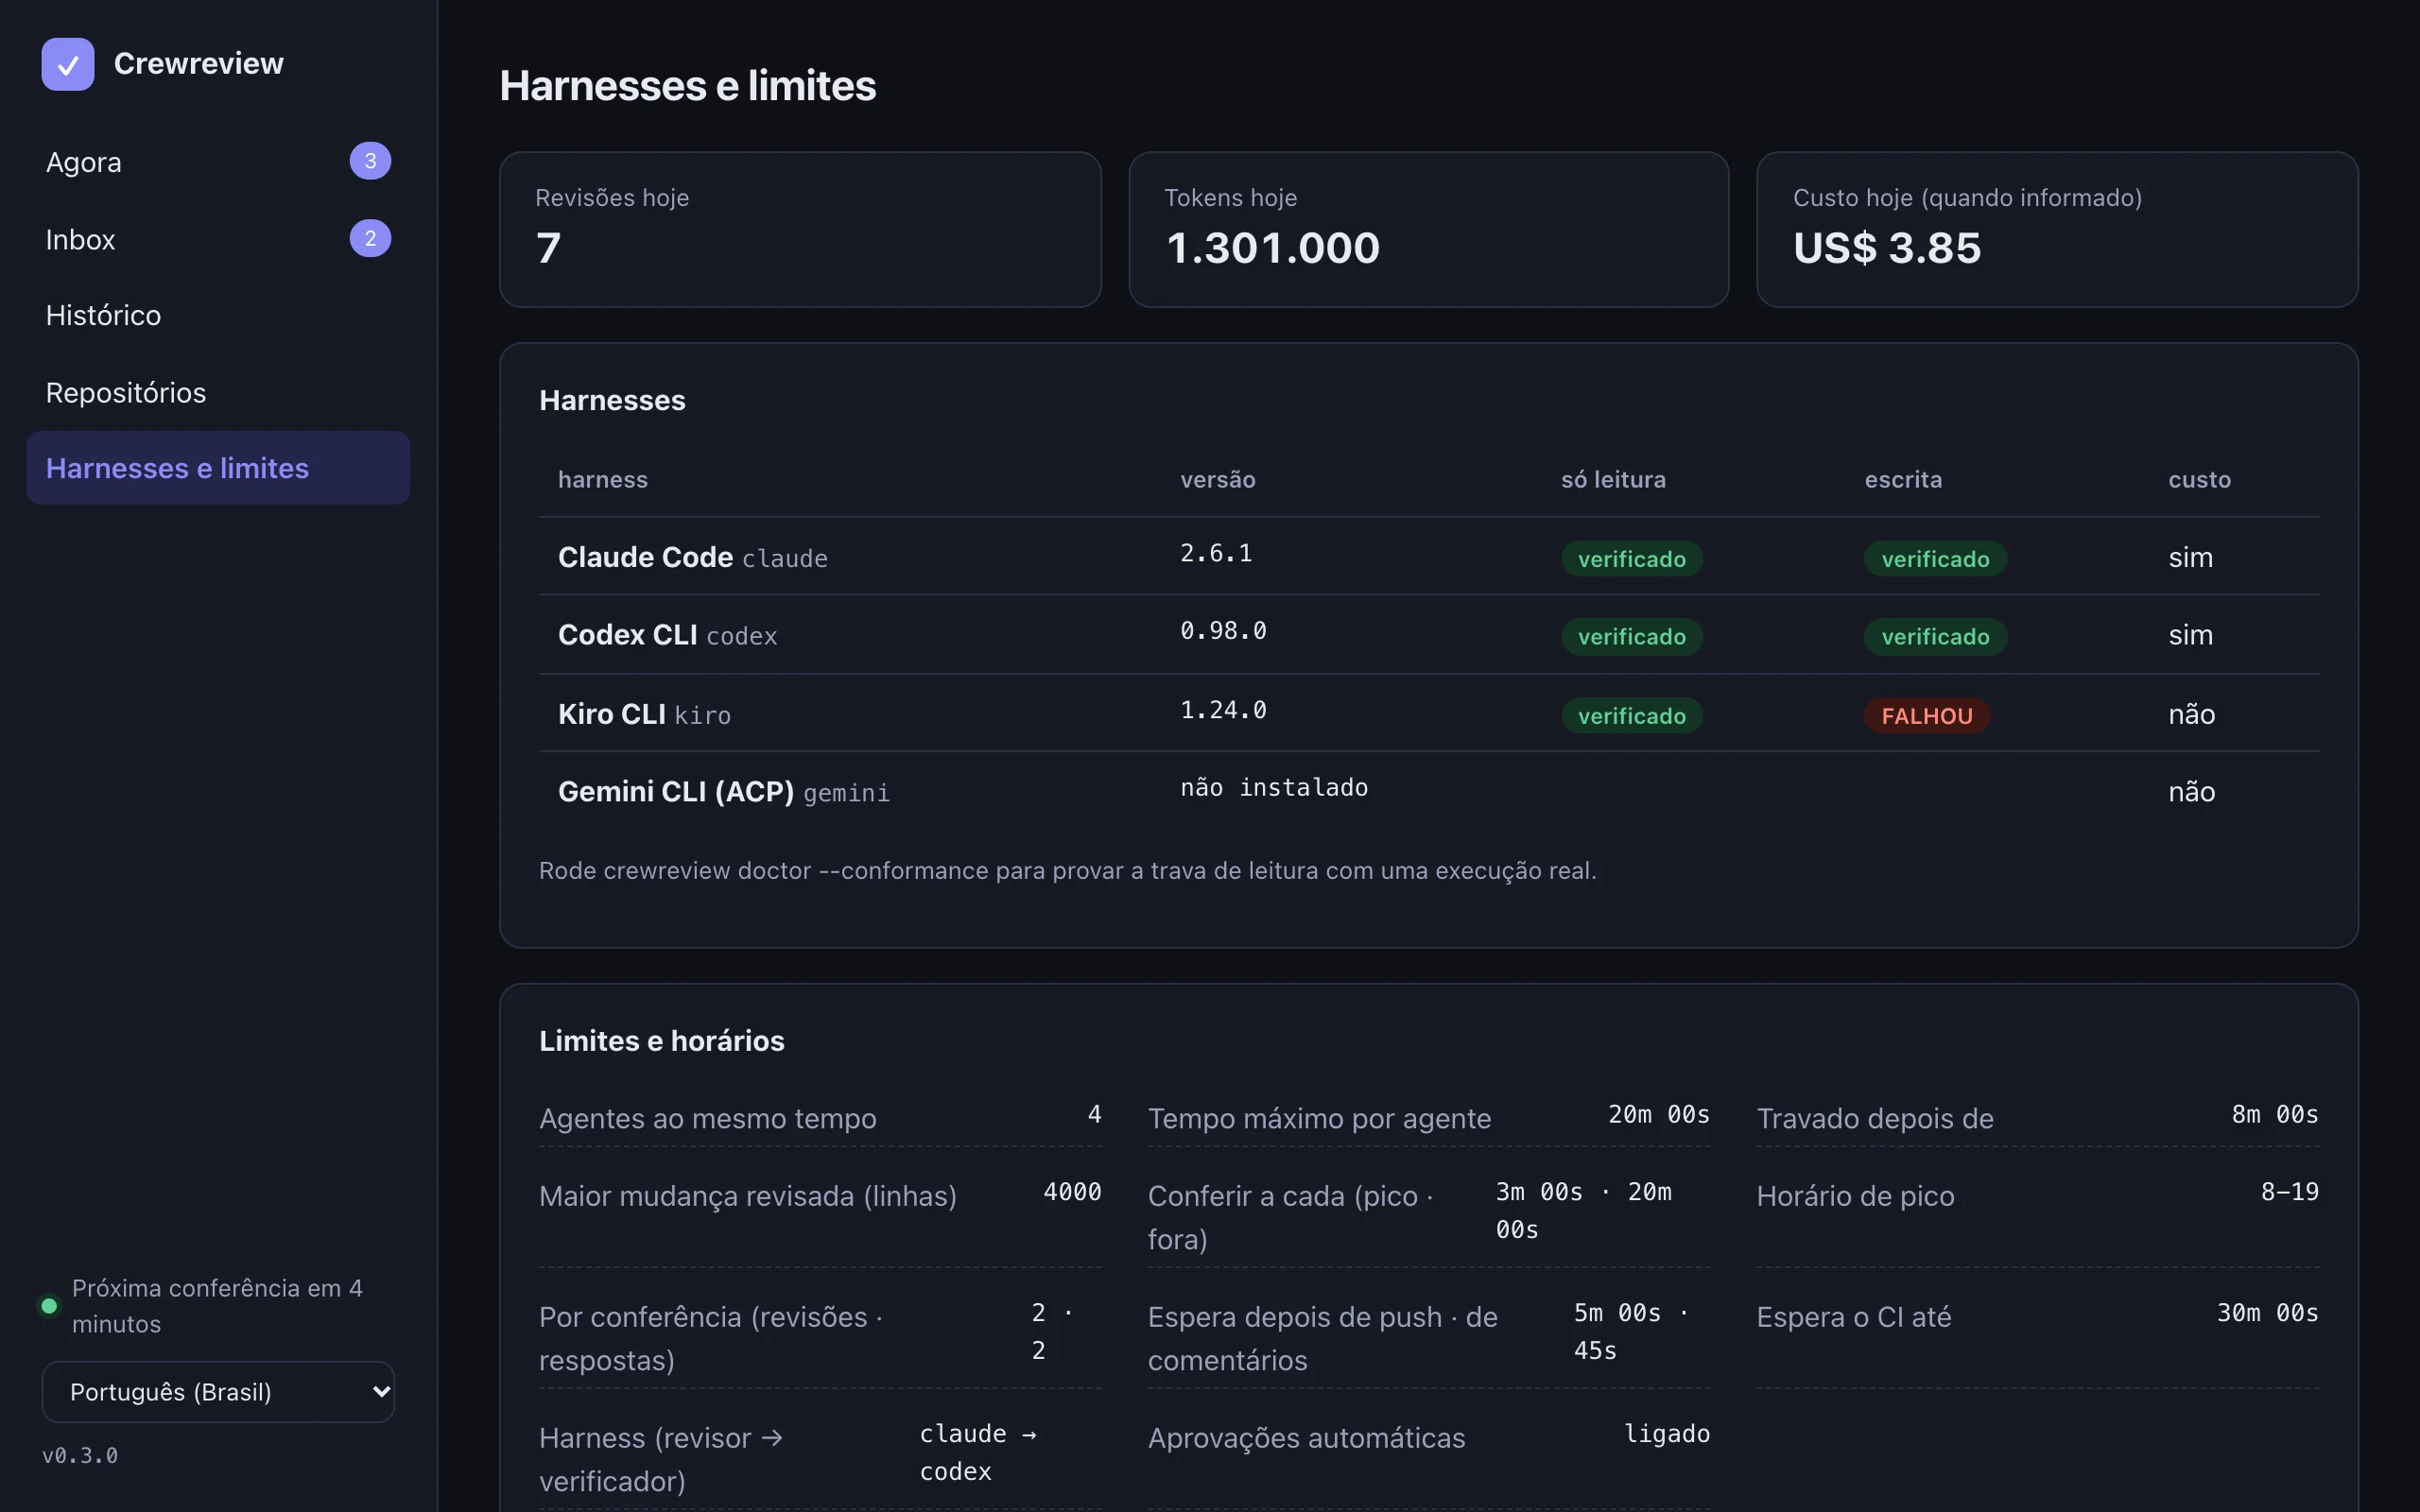 Crewreview
Agora 3
Inbox 2
Histórico
Repositórios
Harnesses e limites
Próxima conferência em 4
minutos
Português (Brasil)
v0.3.0
Harnesses e limites
Revisões hoje
7
Tokens hoje
1.301.000
Custo hoje (quando informado)
US$ 3.85
Harnesses
harness versão só leitura escrita custo
Claude Code claude 2.6.1 verificado verificado sim
Codex CLI codex 0.98.0 verificado verificado sim
Kiro CLI kiro 1.24.0 verificado FALHOU não
Gemini CLI (ACP) gemini não instalado não
Rode crewreview doctor --conformance para provar a trava de leitura com uma execução real.
Limites e horários
Agentes ao mesmo tempo 4
Tempo máximo por agente 20m 00s
Travado depois de 8m 00s
Maior mudança revisada (linhas) 4000
Conferir a cada (pico · 3m 00s · 20m
fora) 00s
Horário de pico 8–19
Por conferência (revisões · 2 ·
respostas) 2
Espera depois de push · de 5m 00s ·
comentários 45s
Espera o CI até 30m 00s
Harness (revisor → claude →
verificador) codex
Aprovações automáticas ligado